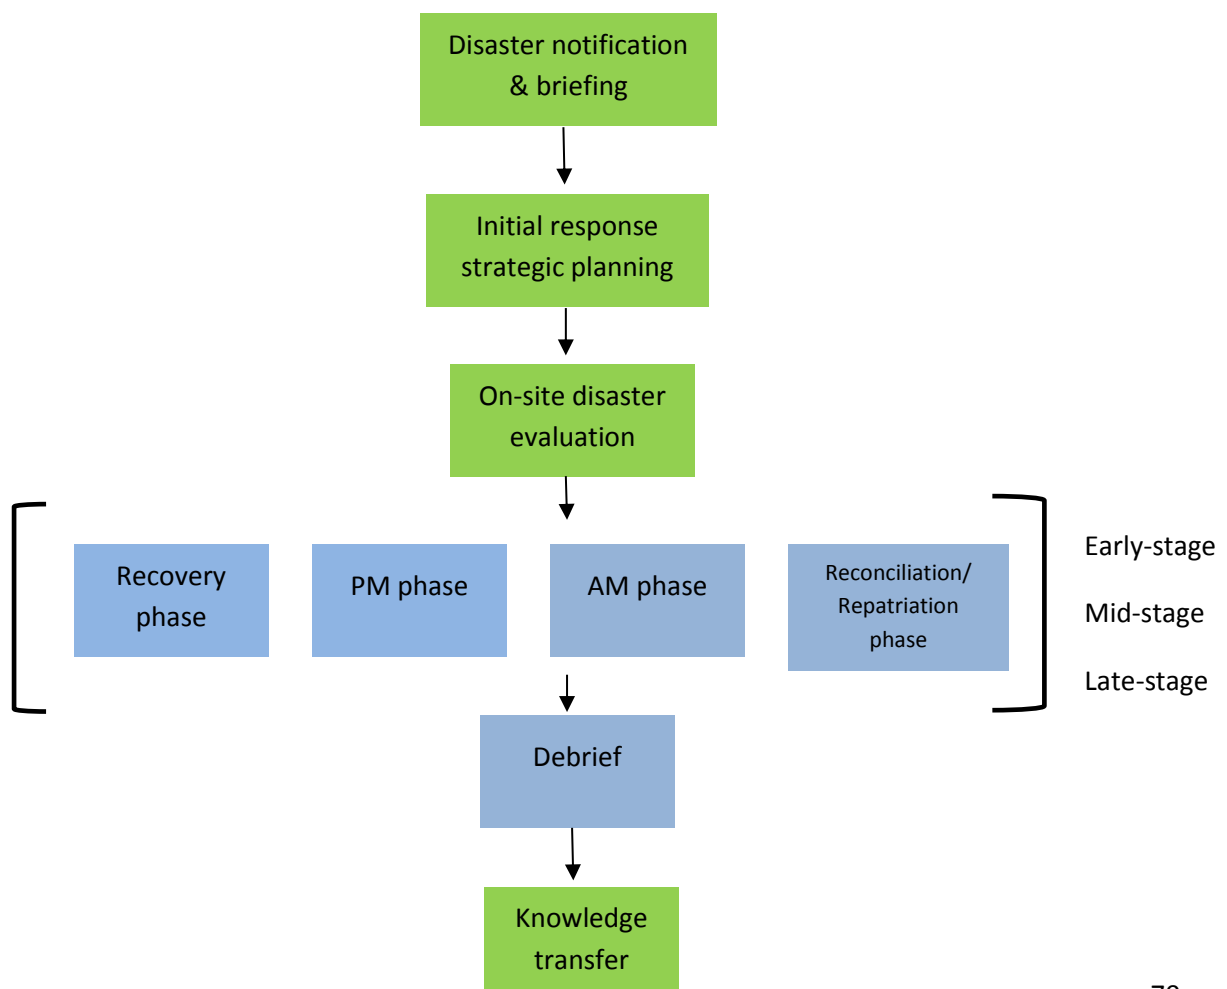 Disaster notification
& briefing
Initial response
strategic planning
On-site disaster
evaluation
Recovery
phase
PM phase
AM phase
Reconciliation/
Repatriation
phase
Early-stage
Mid-stage
Late-stage
Debrief
Knowledge
transfer